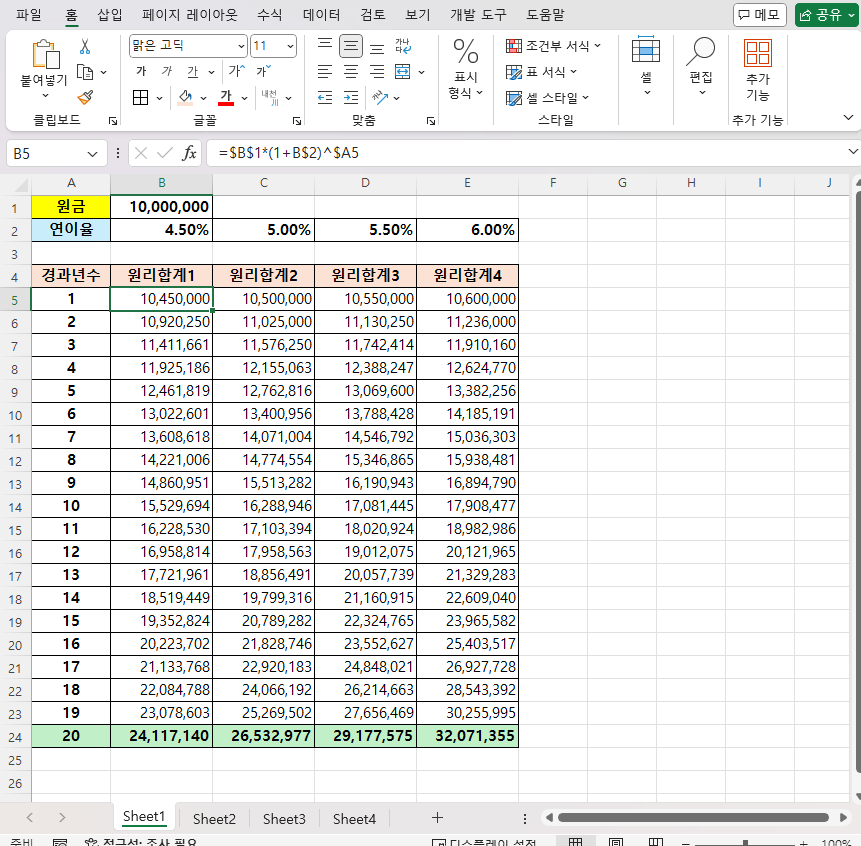 파일 홈 삽입 페이지 레이아웃 수식 데이터 검토 보기 개발 도구 도움말 메모 공유
붙여넣기 맑은 고딕 11 가나다 % 표시 형식 조건부 서식 표 서식 셀 스타일 셀 편집 추가 기능
가 가 가 가 가
가 내천
클립보드 글꼴 맞춤 스타일 추가 기능
B5 fx =$B$1*(1+B$2)^$A5
A B C D E F G H I J
1 원금 10,000,000
2 연이율 4.50% 5.00% 5.50% 6.00%
3
4 경과년수 원리합계1 원리합계2 원리합계3 원리합계4
5 1 10,450,000 10,500,000 10,550,000 10,600,000
6 2 10,920,250 11,025,000 11,130,250 11,236,000
7 3 11,411,661 11,576,250 11,742,414 11,910,160
8 4 11,925,186 12,155,063 12,388,247 12,624,770
9 5 12,461,819 12,762,816 13,069,600 13,382,256
10 6 13,022,601 13,400,956 13,788,428 14,185,191
11 7 13,608,618 14,071,004 14,546,792 15,036,303
12 8 14,221,006 14,774,554 15,346,865 15,938,481
13 9 14,860,951 15,513,282 16,190,943 16,894,790
14 10 15,529,694 16,288,946 17,081,445 17,908,477
15 11 16,228,530 17,103,394 18,020,924 18,982,986
16 12 16,958,814 17,958,563 19,012,075 20,121,965
17 13 17,721,961 18,856,491 20,057,739 21,329,283
18 14 18,519,449 19,799,316 21,160,915 22,609,040
19 15 19,352,824 20,789,282 22,324,765 23,965,582
20 16 20,223,702 21,828,746 23,552,627 25,403,517
21 17 21,133,768 22,920,183 24,848,021 26,927,728
22 18 22,084,788 24,066,192 26,214,663 28,543,392
23 19 23,078,603 25,269,502 27,656,469 30,255,995
24 20 24,117,140 26,532,977 29,177,575 32,071,355
25
26
Sheet1 Sheet2 Sheet3 Sheet4 +
준비 접근성: 조사 필요 디스플레이 설정 - + 100%